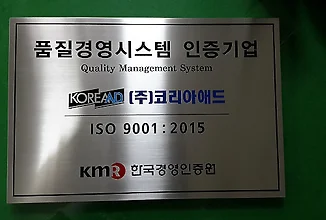 품질경영시스템 인증기업
Quality Management System
KOREAAD (주)코리아애드
ISO 9001 : 2015
KMR 한국경영인증원